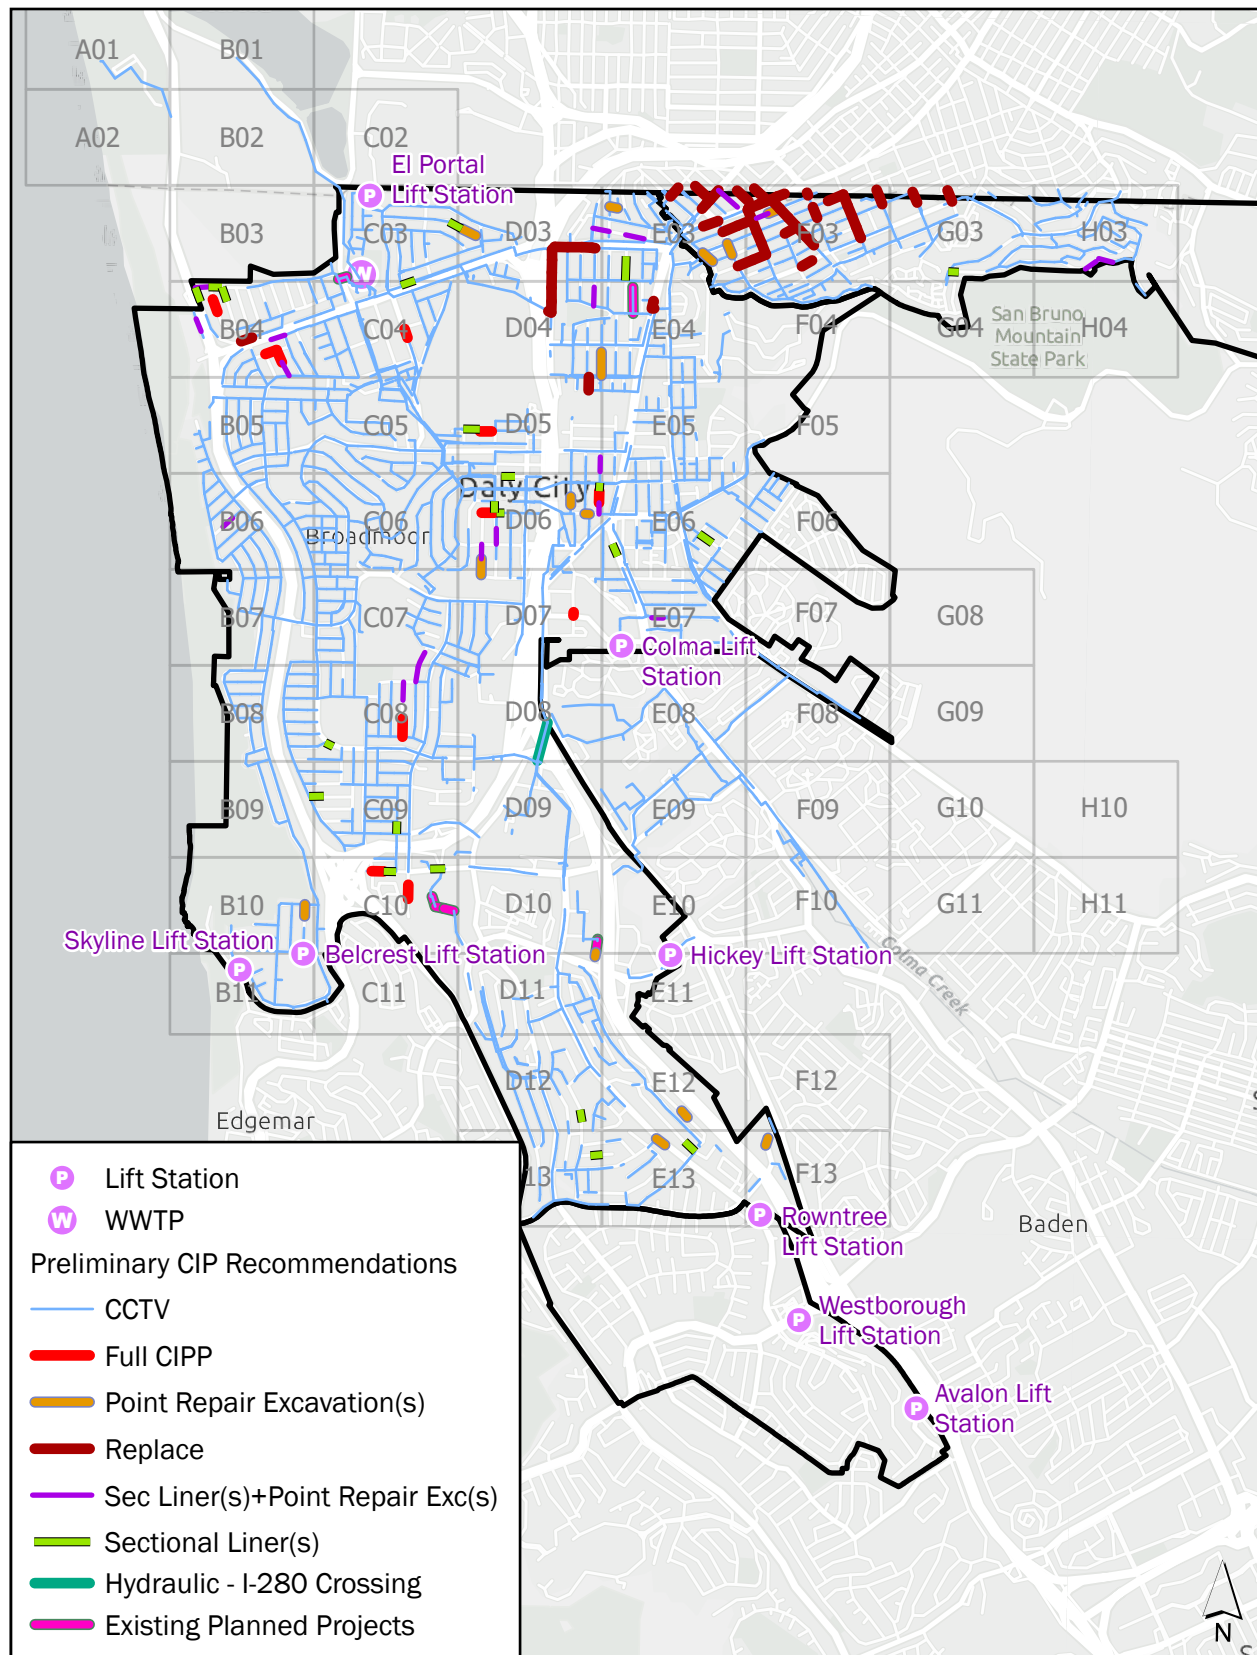 A01
B01
A02
B02
C02
El Portal
Lift Station
B03
C03
D03
E03
F03
G03
H03
W
B04
C04
D04
E04
F04
G04
H04
San Bruno
Mountain
State Park
B05
C05
D05
E05
F05
Daly City
B06
C06
D06
E06
F06
Broadmoor
B07
C07
D07
E07
F07
G08
Colma Lift
Station
B08
C08
D08
E08
F08
G09
B09
C09
D09
E09
F09
G10
H10
B10
C10
D10
E10
F10
G11
H11
Skyline Lift Station
Belcrest Lift Station
Hickey Lift Station
Colma Creek
B11
C11
D11
E11
D12
E12
F12
Edgemar
13
E13
F13
Rowntree
Lift Station
Baden
Westborough
Lift Station
Avalon Lift
Station
P Lift Station
W WWTP
Preliminary CIP Recommendations
CCTV
Full CIPP
Point Repair Excavation(s)
Replace
Sec Liner(s)+Point Repair Exc(s)
Sectional Liner(s)
Hydraulic - I-280 Crossing
Existing Planned Projects
N